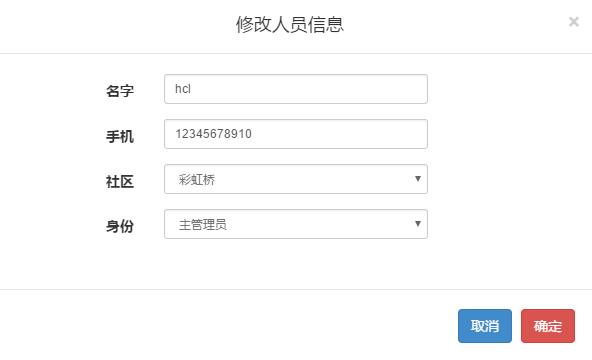 修改人员信息 ×
名字 hcl
手机 12345678910
社区 彩虹桥
身份 主管理员
取消 确定